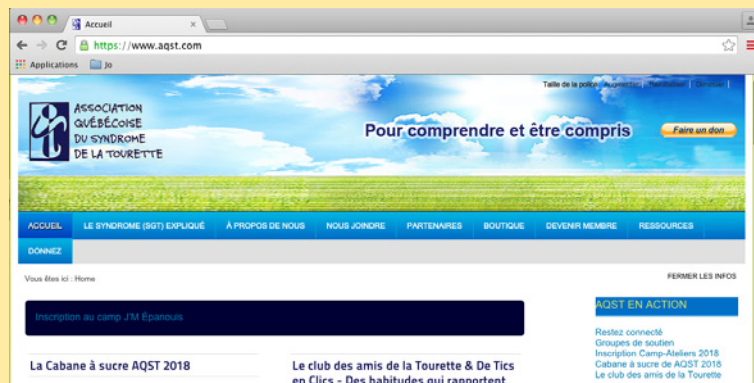 Accueil
https://www.aqst.com
Applications
Jo
Taille de la police
ASSOCIATION
QUÉBÉCOISE
DU SYNDROME
DE LA TOURETTE
Pour comprendre et être compris
Faire un don
ACCUEIL LE SYNDROME (SGT) EXPLIQUÉ À PROPOS DE NOUS NOUS JOINDRE PARTENAIRES BOUTIQUE DEVENIR MEMBRE RESSOURCES
DONNEZ
Vous êtes ici : Home
FERMER LES INFOS
Inscription au camp J'M Épanouis
AQST EN ACTION
Restez connecté
Groupes de soutien
Inscription Camp-Ateliers 2018
Cabane à sucre de AQST 2018
Le club des amis de la Tourette
La Cabane à sucre AQST 2018
Le club des amis de la Tourette & De Tics
en Clics - Des habitudes qui rapportent